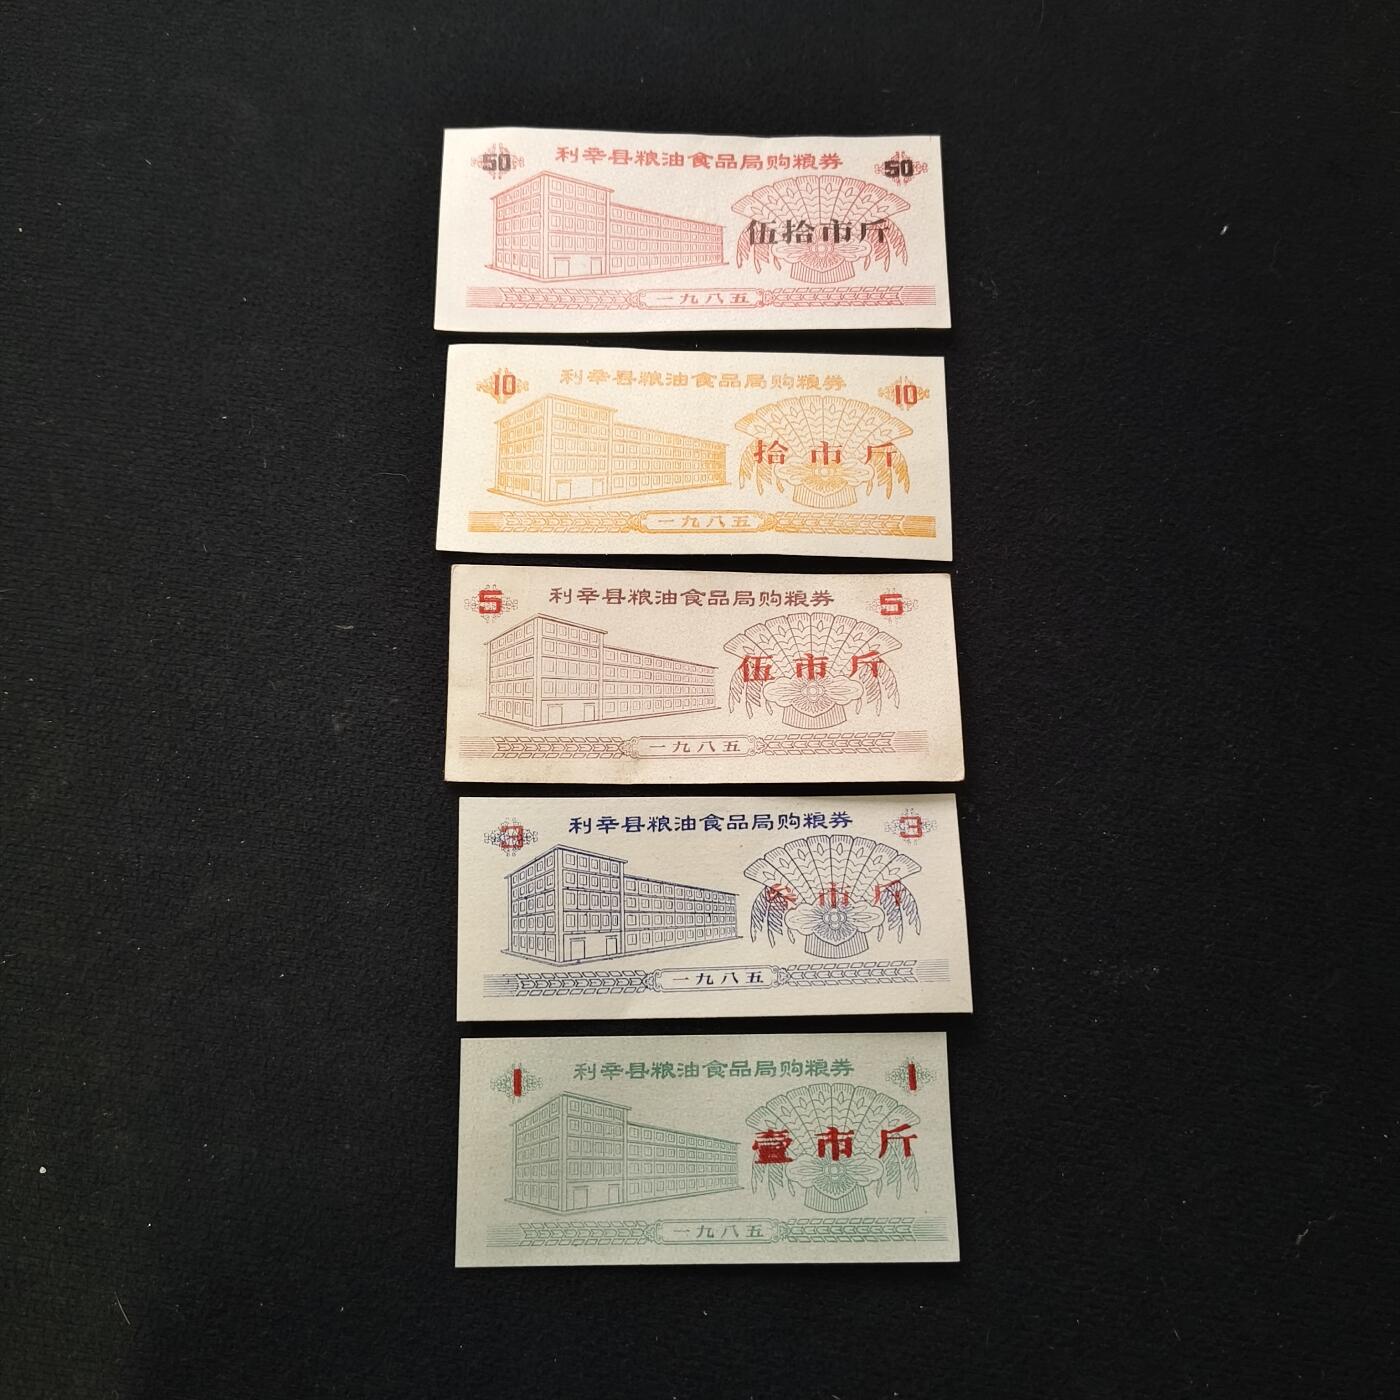 50 利辛县粮油食品局购粮券 50
伍拾市斤
一九八五
10 利辛县粮油食品局购粮券 10
拾市斤
一九八五
5 利辛县粮油食品局购粮券 5
伍市斤
一九八五
3 利辛县粮油食品局购粮券 3
叁市斤
一九八五
1 利辛县粮油食品局购粮券 1
壹市斤
一九八五